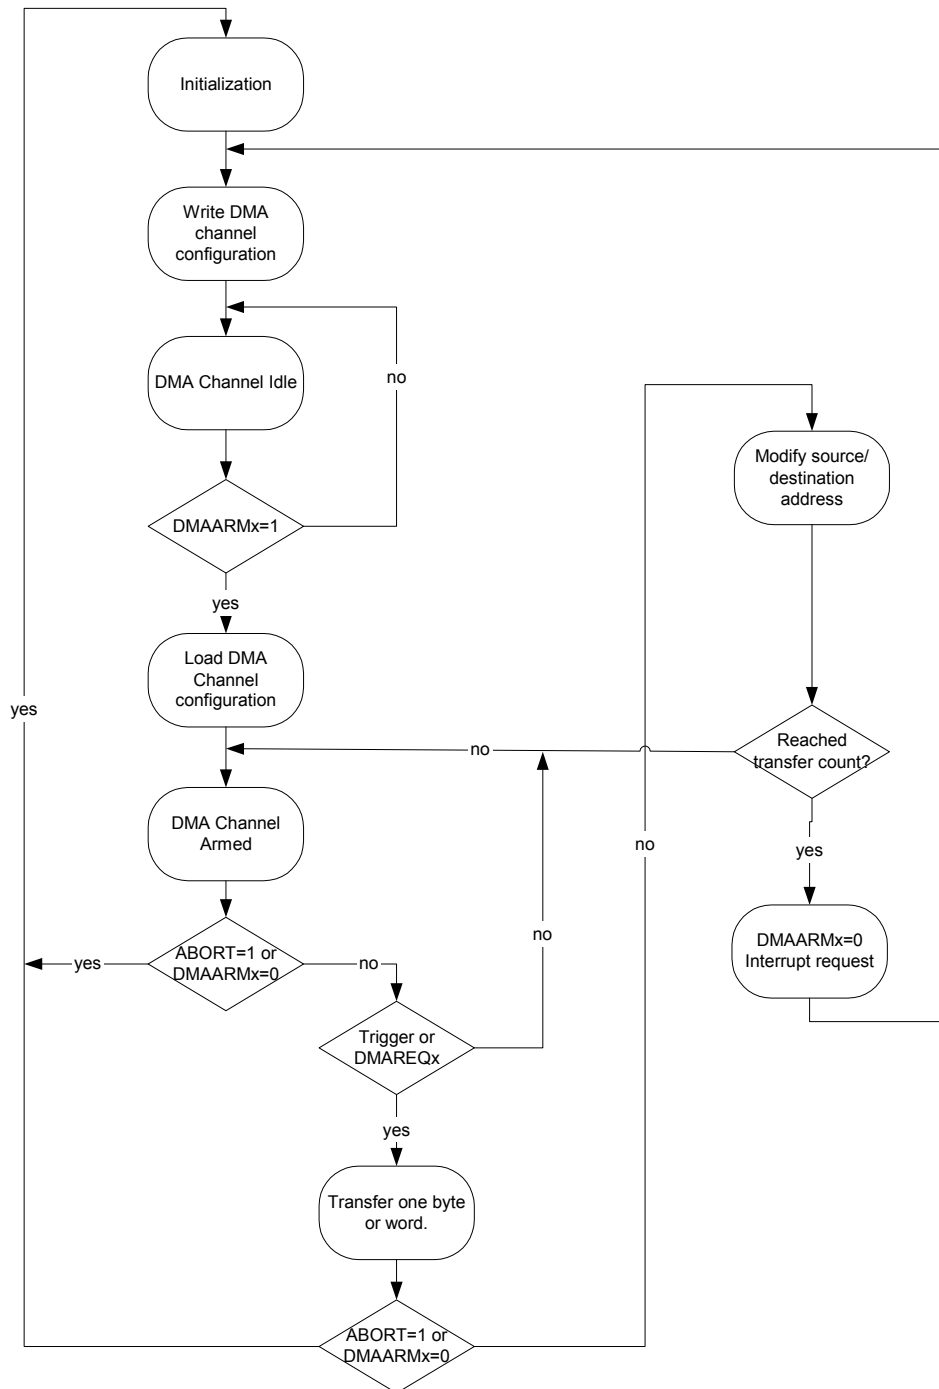 Initialization
Write DMA
channel
configuration
DMA Channel Idle
no
DMAARMx=1
yes
Load DMA
Channel
configuration
yes
no
DMA Channel
Armed
ABORT=1 or
DMAARMx=0
yes
no
Trigger or
DMAREQx
no
yes
Transfer one byte
or word.
ABORT=1 or
DMAARMx=0
no
Modify source/
destination
address
Reached
transfer count?
yes
DMAARMx=0
Interrupt request